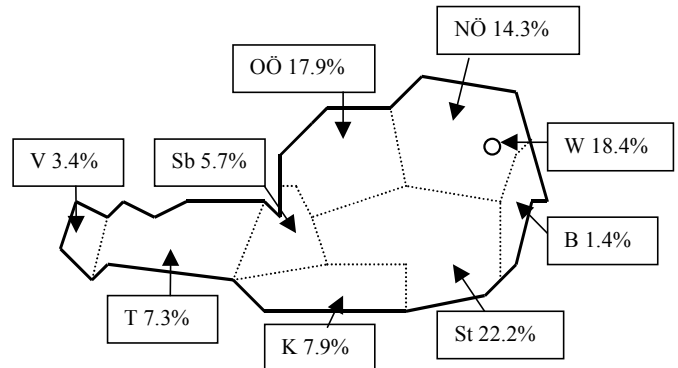 NÖ 14.3%
OÖ 17.9%
V 3.4%
Sb 5.7%
W 18.4%
B 1.4%
T 7.3%
K 7.9%
St 22.2%